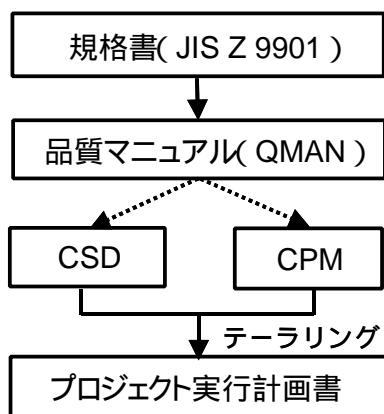 規格書( JIS Z 9901 )
品質マニュアル( QMAN )
CSD
CPM
テーラリング
プロジェクト実行計画書